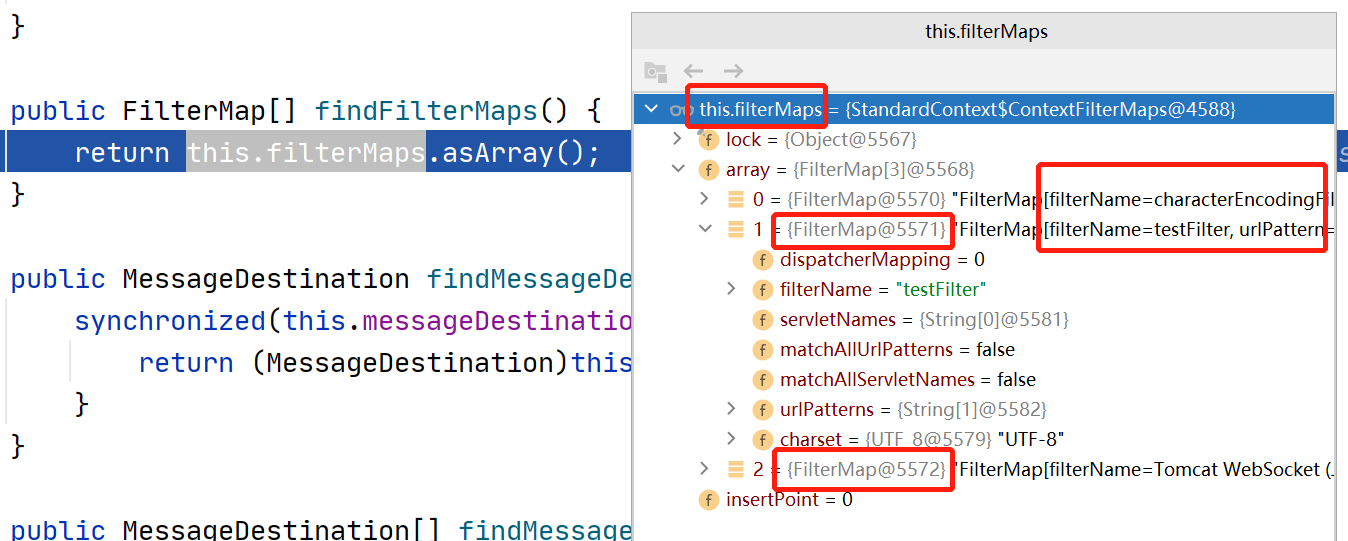 }
public FilterMap[] findFilterMaps() {
return this.filterMaps.asArray();
}
public MessageDestination findMessageDe
synchronized(this.messageDestinatio
return (MessageDestination)this
}
}
public MessageDestination[] findMessage
this.filterMaps
this.filterMaps = {StandardContext$ContextFilterMaps@4588}
lock = {Object@5567}
array = {FilterMap[3]@5568}
0 = {FilterMap@5570} "FilterMap[filterName=characterEncodingFil
1 = {FilterMap@5571} "FilterMap[filterName=testFilter, urlPattern=
dispatcherMapping = 0
filterName = "testFilter"
servletNames = {String[0]@5581}
matchAllUrlPatterns = false
matchAllServletNames = false
urlPatterns = {String[1]@5582}
charset = {UTF_8@5579} "UTF-8"
2 = {FilterMap@5572} "FilterMap[filterName=Tomcat WebSocket (
insertPoint = 0